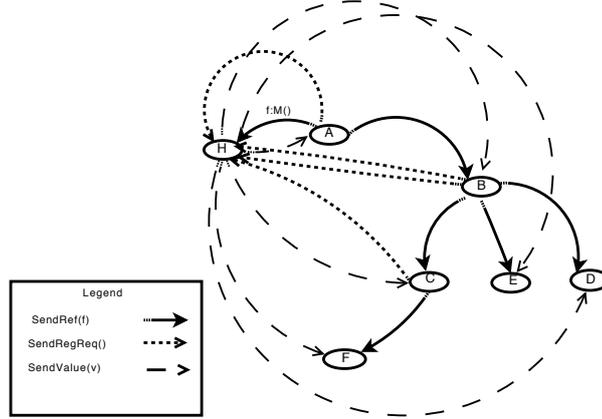 f:M()
A
H
B
C
E
D
F
Legend
SendRef(f)
SendRegReq()
SendValue(v)